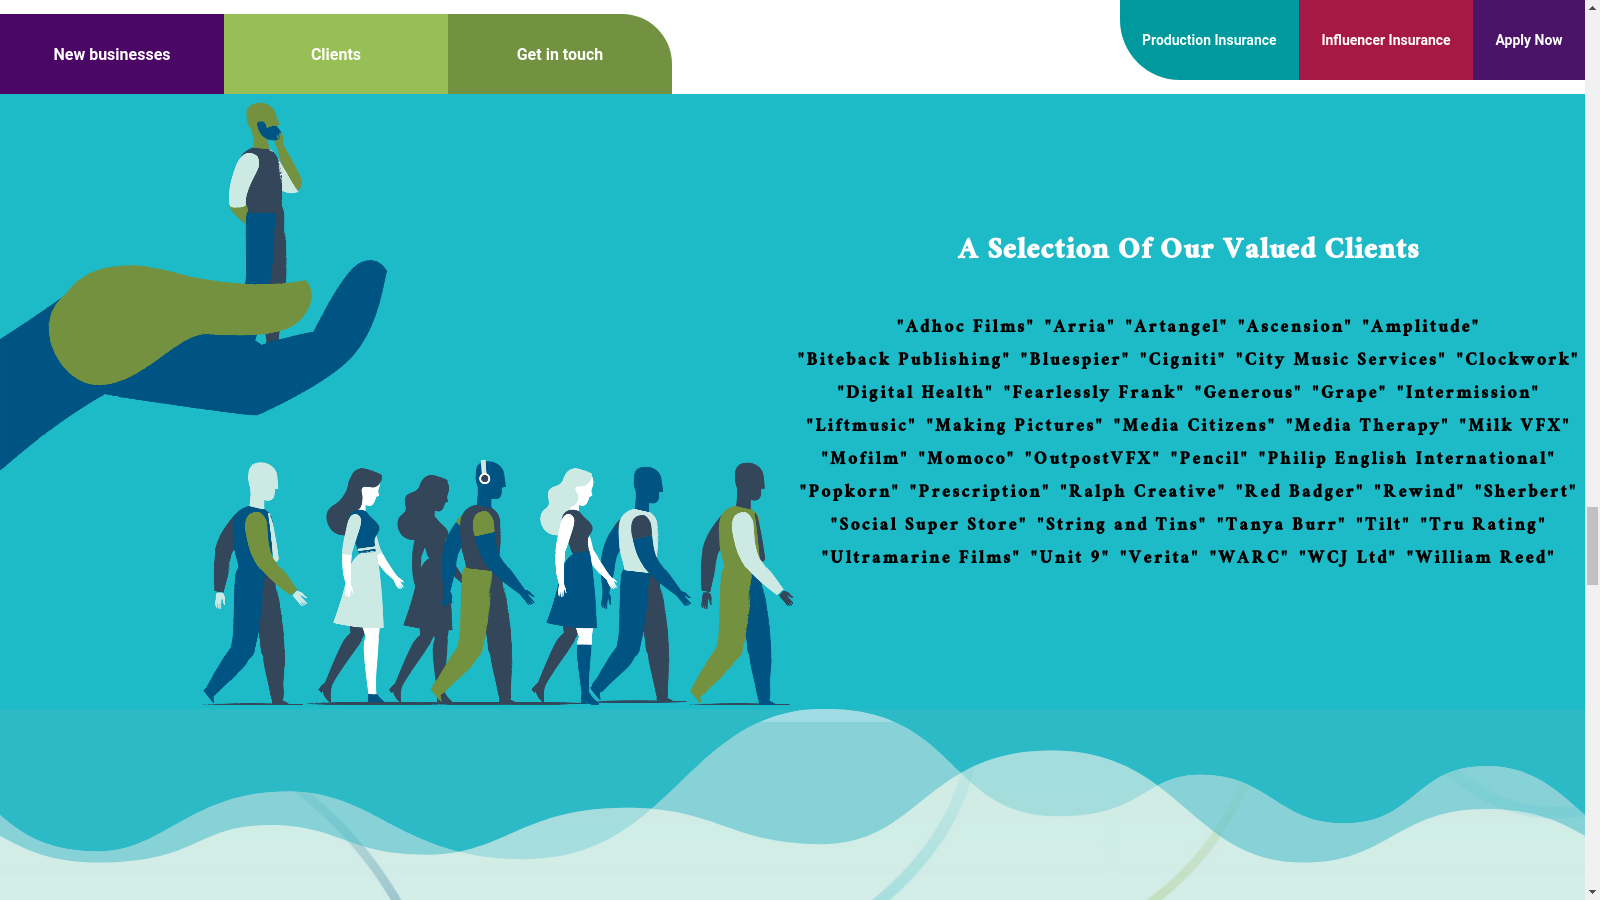 New businesses
Clients
Get in touch
Production Insurance
Influencer Insurance
Apply Now
A Selection Of Our Valued Clients
"Adhoc Films" "Arria" "Artangel" "Ascension" "Amplitude"
"Biteback Publishing" "Bluespier" "Cigniti" "City Music Services" "Clockwork"
"Digital Health" "Fearlessly Frank" "Generous" "Grape" "Intermission"
"Liftmusic" "Making Pictures" "Media Citizens" "Media Therapy" "Milk VFX"
"Mofilm" "Momoco" "OutpostVFX" "Pencil" "Philip English International"
"Popkorn" "Prescription" "Ralph Creative" "Red Badger" "Rewind" "Sherbert"
"Social Super Store" "String and Tins" "Tanya Burr" "Tilt" "Tru Rating"
"Ultramarine Films" "Unit 9" "Verita" "WARC" "WCJ Ltd" "William Reed"